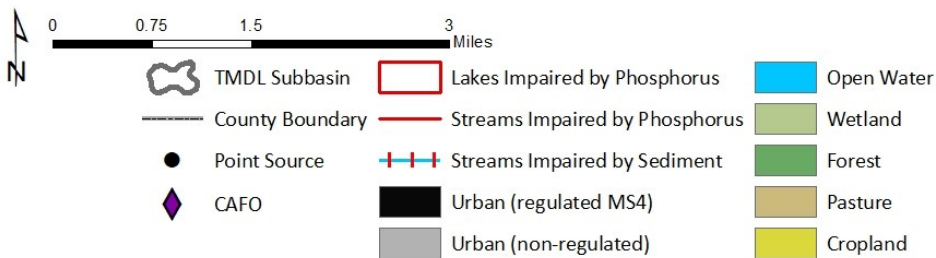 0 0.75 1.5 3
Miles
N
TMDL Subbasin Lakes Impaired by Phosphorus Open Water
County Boundary Streams Impaired by Phosphorus Wetland
Point Source Streams Impaired by Sediment Forest
CAFO Urban (regulated MS4) Pasture
Urban (non-regulated) Cropland